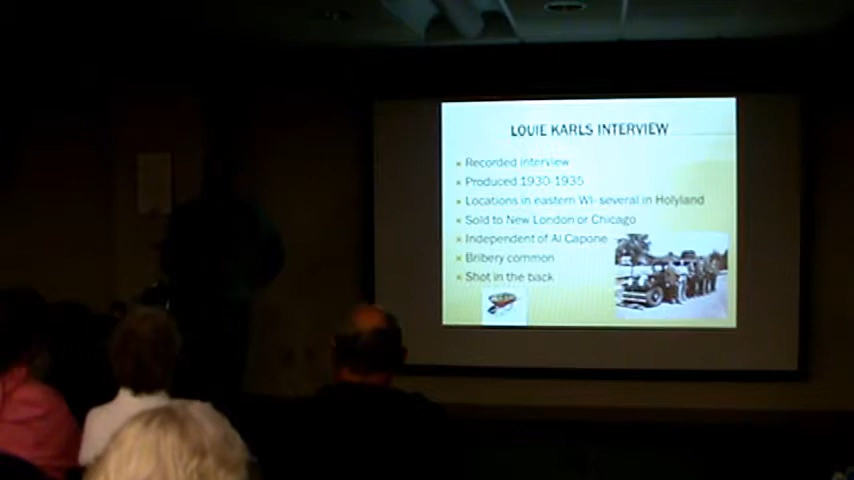 LOUIE KARLS INTERVIEW
Recorded interview
Produced 1930-1935
Locations in eastern WI- several in Holyland
Sold to New London or Chicago
Independent of Al Capone
Bribery common
Shot in the back